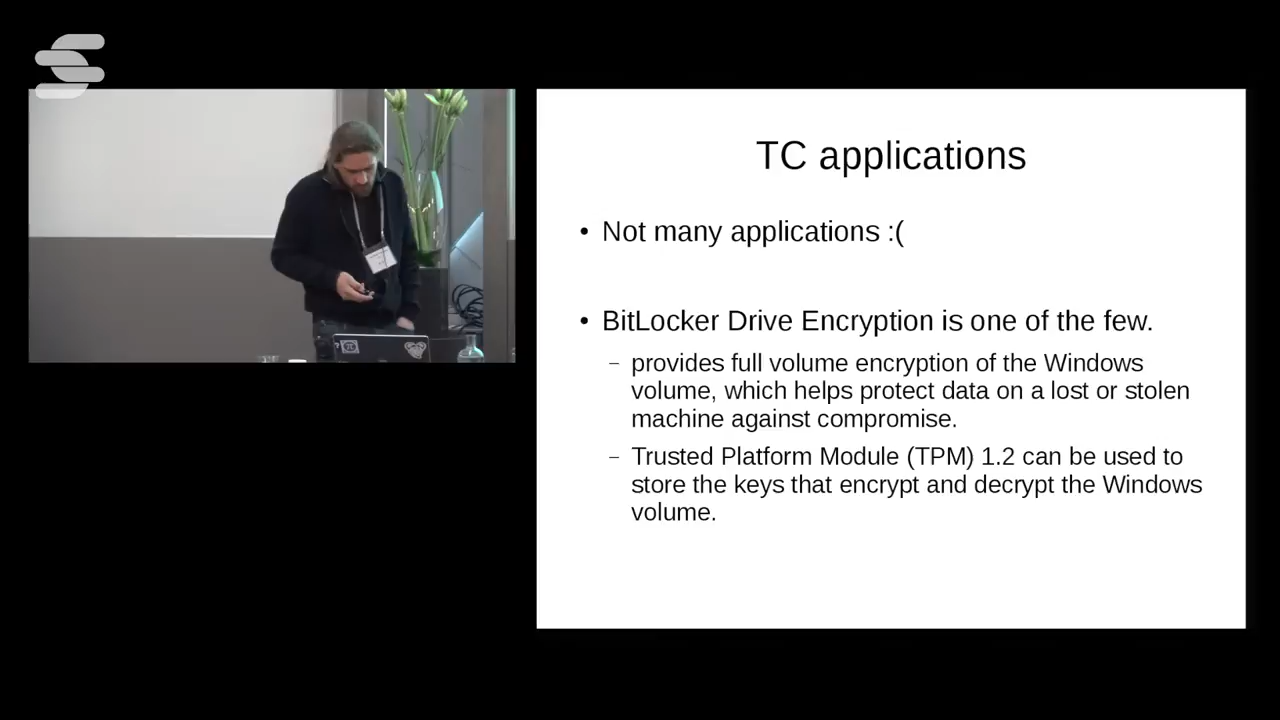 TC applications
• Not many applications :(
• BitLocker Drive Encryption is one of the few.
– provides full volume encryption of the Windows
volume, which helps protect data on a lost or stolen
machine against compromise.
– Trusted Platform Module (TPM) 1.2 can be used to
store the keys that encrypt and decrypt the Windows
volume.